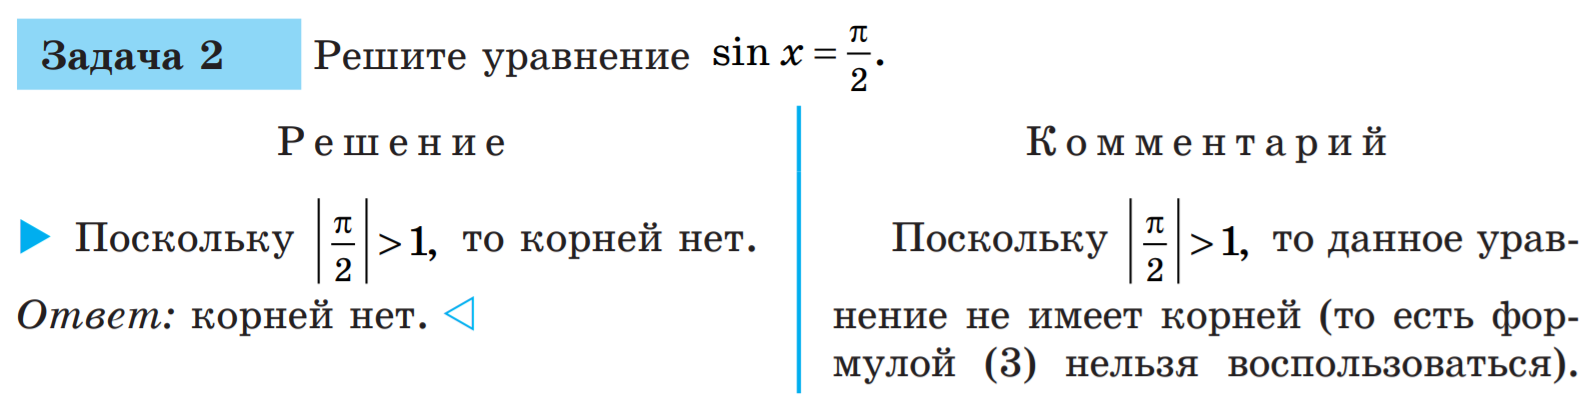 Задача 2 Решите уравнение sin x = π/2.
Решение
▶ Поскольку |π/2| > 1, то корней нет.
Ответ: корней нет. ◁
Комментарий
Поскольку |π/2| > 1, то данное урав-
нение не имеет корней (то есть фор-
мулой (3) нельзя воспользоваться).